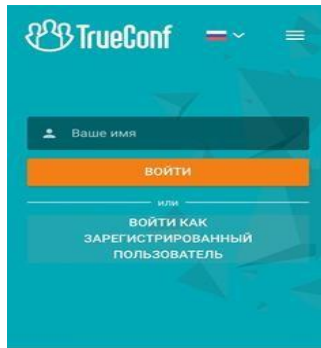 TrueConf
Ваше имя
ВОЙТИ
или
ВОЙТИ КАК
ЗАРЕГИСТРИРОВАННЫЙ
ПОЛЬЗОВАТЕЛЬ